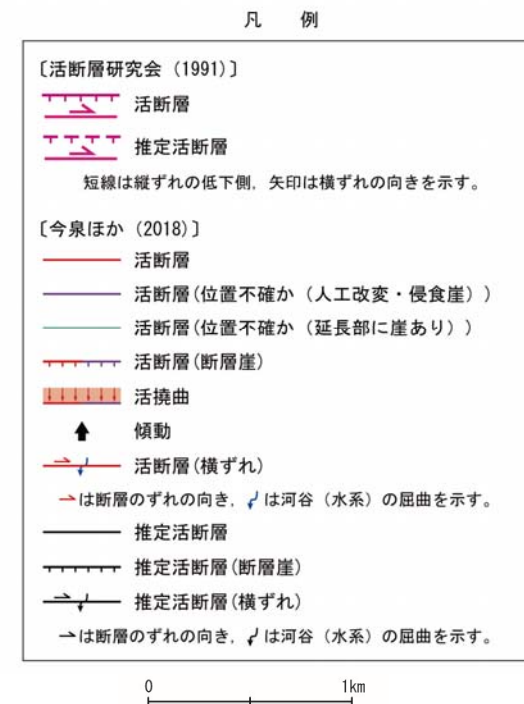 凡　例
〔活断層研究会（1991）〕
活断層
推定活断層
短線は縦ずれの低下側，矢印は横ずれの向きを示す。
〔今泉ほか（2018）〕
活断層
活断層(位置不確か（人工改変・侵食崖）)
活断層(位置不確か（延長部に崖あり）)
活断層(断層崖)
活撓曲
傾動
活断層(横ずれ)
は断層のずれの向き，は河谷（水系）の屈曲を示す。
推定活断層
推定活断層(断層崖)
推定活断層(横ずれ)
は断層のずれの向き，は河谷（水系）の屈曲を示す。
0 1km